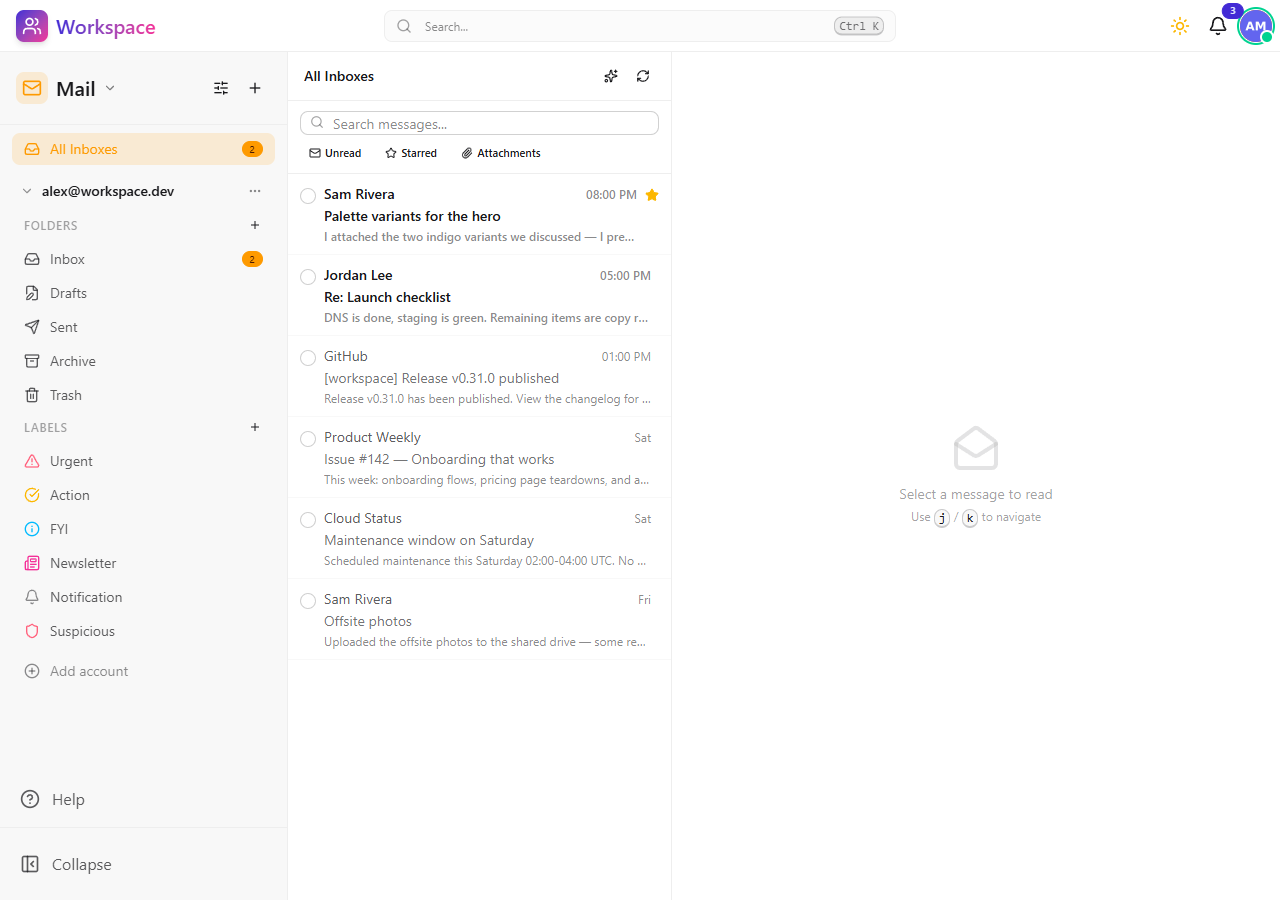 Workspace
Search...
Ctrl K
3
AM
Mail
All Inboxes
2
alex@workspace.dev
FOLDERS
Inbox
2
Drafts
Sent
Archive
Trash
LABELS
Urgent
Action
FYI
Newsletter
Notification
Suspicious
Add account
Help
Collapse
All Inboxes
Search messages...
Unread
Starred
Attachments
Sam Rivera
08:00 PM
Palette variants for the hero
I attached the two indigo variants we discussed — I pre...
Jordan Lee
05:00 PM
Re: Launch checklist
DNS is done, staging is green. Remaining items are copy r...
GitHub
01:00 PM
[workspace] Release v0.31.0 published
Release v0.31.0 has been published. View the changelog for ...
Product Weekly
Sat
Issue #142 — Onboarding that works
This week: onboarding flows, pricing page teardowns, and a...
Cloud Status
Sat
Maintenance window on Saturday
Scheduled maintenance this Saturday 02:00-04:00 UTC. No ...
Sam Rivera
Fri
Offsite photos
Uploaded the offsite photos to the shared drive — some re...
Select a message to read
Use j / k to navigate